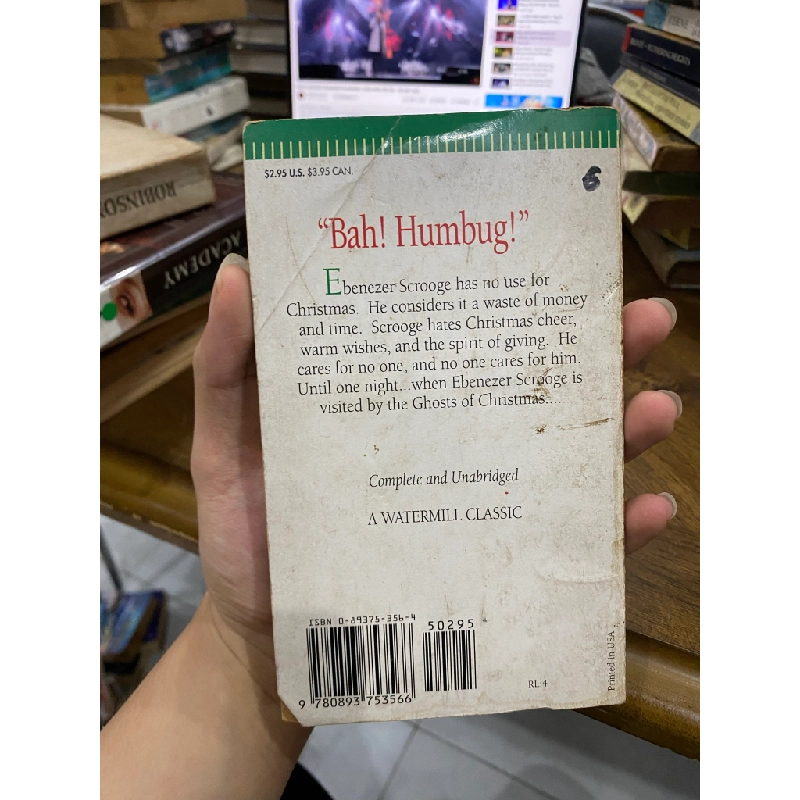 $2.95 U.S. $3.95 CAN.
6
“Bah! Humbug!”
Ebenezer Scrooge has no use for
Christmas. He considers it a waste of money
and time. Scrooge hates Christmas cheer,
warm wishes, and the spirit of giving. He
cares for no one, and no one cares for him.
Until one night...when Ebenezer Scrooge is
visited by the Ghosts of Christmas....
Complete and Unabridged
A WATERMILL CLASSIC
ISBN 0-89375-356-4
50295
9 780893 753566
RL 4
Printed in USA
ROBINSON
ACADEMY